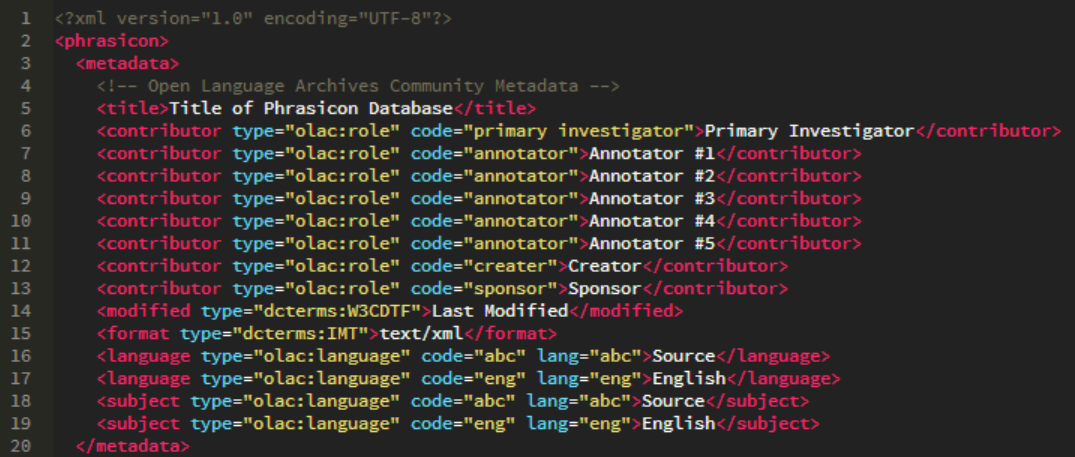 1 <?xml version="1.0" encoding="UTF-8"?>
2 <phrasicon>
3 <metadata>
4 <!-- Open Language Archives Community Metadata -->
5 <title>Title of Phrasicon Database</title>
6 <contributor type="olac:role" code="primary investigator">Primary Investigator</contributor>
7 <contributor type="olac:role" code="annotator">Annotator #1</contributor>
8 <contributor type="olac:role" code="annotator">Annotator #2</contributor>
9 <contributor type="olac:role" code="annotator">Annotator #3</contributor>
10 <contributor type="olac:role" code="annotator">Annotator #4</contributor>
11 <contributor type="olac:role" code="annotator">Annotator #5</contributor>
12 <contributor type="olac:role" code="creater">Creator</contributor>
13 <contributor type="olac:role" code="sponsor">Sponsor</contributor>
14 <modified type="dcterms:W3CDTF">Last Modified</modified>
15 <format type="dcterms:IMT">text/xml</format>
16 <language type="olac:language" code="abc" lang="abc">Source</language>
17 <language type="olac:language" code="eng" lang="eng">English</language>
18 <subject type="olac:language" code="abc" lang="abc">Source</subject>
19 <subject type="olac:language" code="eng" lang="eng">English</subject>
20 </metadata>